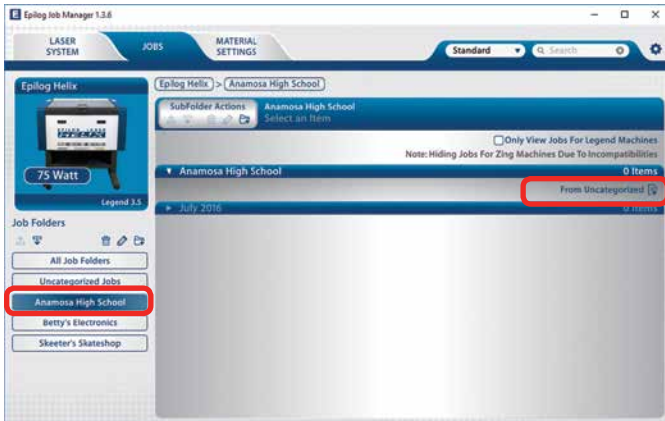 Epilog Job Manager 1.3.6
LASER SYSTEM
JOBS
MATERIAL SETTINGS
Standard
Search
Epilog Helix
EPILOG LASER
HELIX
75 Watt
Legend 3.5
Epilog Helix > Anamosa High School
SubFolder Actions
Anamosa High School
Select an Item
Only View Jobs For Legend Machines
Note: Hiding Jobs For Zing Machines Due To Incompatibilities
Anamosa High School 0 Items
From Uncategorized
July 2016 0 Items
Job Folders
All Job Folders
Uncategorized Jobs
Anamosa High School
Betty's Electronics
Skeeter's Skateshop